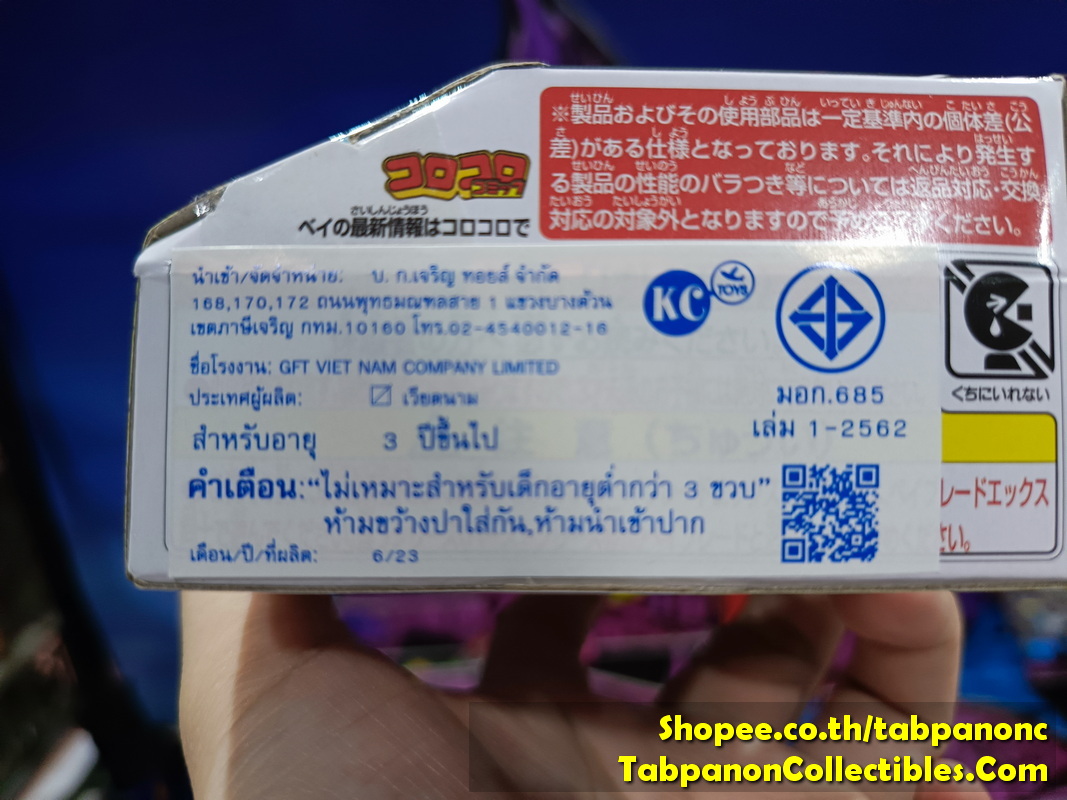 ※製品およびその使用部品は一定基準内の個体差(公
差)がある仕様となっております。それにより発生す
る製品の性能のバラつき等については返品対応・交換
対応の対象外となりますので予めご了承ください。
コロコロ
コミック
ベイの最新情報はコロコロで
นำเข้า/จัดจำหน่าย: บ. ก.เจริญ ทอยส์ จำกัด
168,170,172 ถนนพุทธมณฑลสาย 1 แขวงบางด้วน
เขตภาษีเจริญ กทม.10160 โทร.02-4540012-16
KC TOYS
ชื่อโรงงาน: GFT VIET NAM COMPANY LIMITED
ประเทศผู้ผลิต: ☑ เวียดนาม
มอก.685
เล่ม 1-2562
สำหรับอายุ 3 ปีขึ้นไป
คำเตือน:"ไม่เหมาะสำหรับเด็กอายุต่ำกว่า 3 ขวบ"
ห้ามขว้างปาใส่กัน,ห้ามนำเข้าปาก
เดือน/ปี/ที่ผลิต: 6/23
くちにいれない
レードエックス
さい。
Shopee.co.th/tabpanonc
TabpanonCollectibles.Com